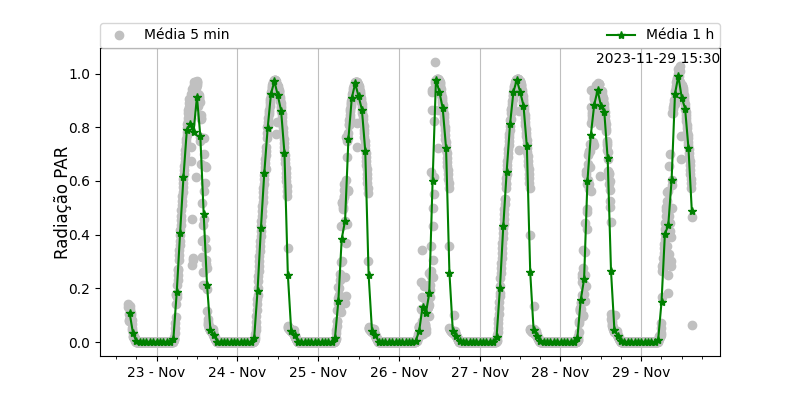 Média 5 min
Média 1 h
2023-11-29 15:30
Radiação PAR
1.0
0.8
0.6
0.4
0.2
0.0
23 - Nov
24 - Nov
25 - Nov
26 - Nov
27 - Nov
28 - Nov
29 - Nov